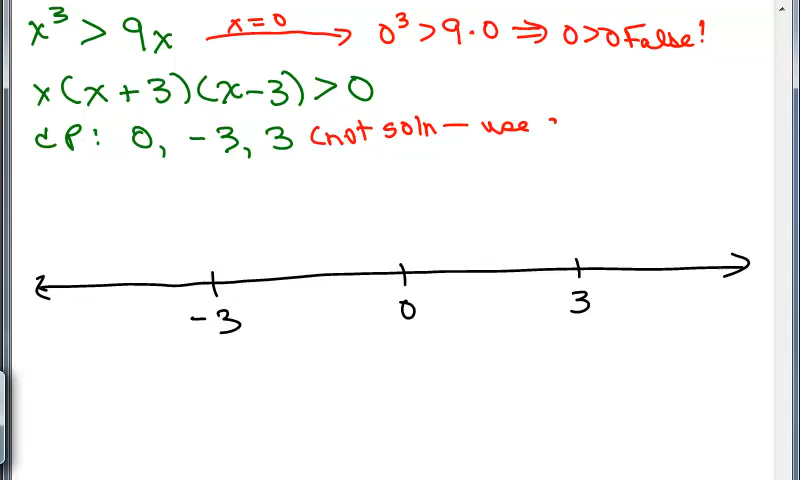 x³ > 9x x=0 0³ > 9·0 ⇒ 0>0 False!
x(x+3)(x-3) > 0
CP: 0, -3, 3 (not soln — use
-3 0 3